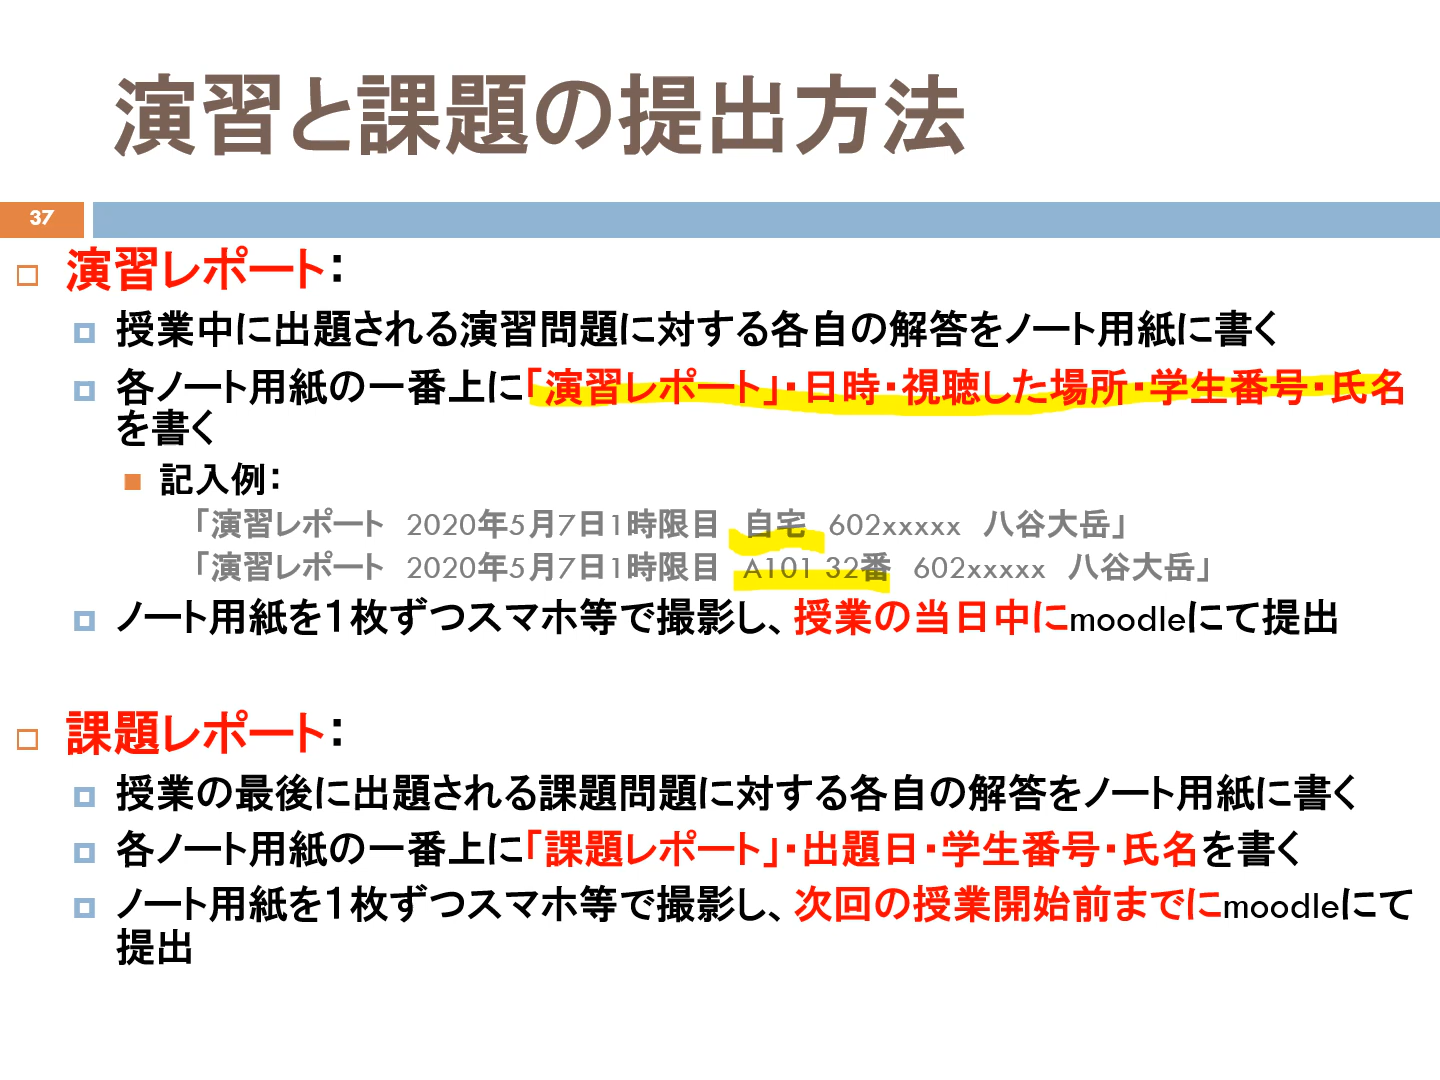 演習と課題の提出方法
37
演習レポート：
授業中に出題される演習問題に対する各自の解答をノート用紙に書く
各ノート用紙の一番上に「演習レポート」・日時・視聴した場所・学生番号・氏名
を書く
記入例：
「演習レポート　2020年5月7日1時限目　自宅　602xxxxx　八谷大岳」
「演習レポート　2020年5月7日1時限目　A101 32番　602xxxxx　八谷大岳」
ノート用紙を１枚ずつスマホ等で撮影し、授業の当日中にmoodleにて提出
課題レポート：
授業の最後に出題される課題問題に対する各自の解答をノート用紙に書く
各ノート用紙の一番上に「課題レポート」・出題日・学生番号・氏名を書く
ノート用紙を１枚ずつスマホ等で撮影し、次回の授業開始前までにmoodleにて
提出